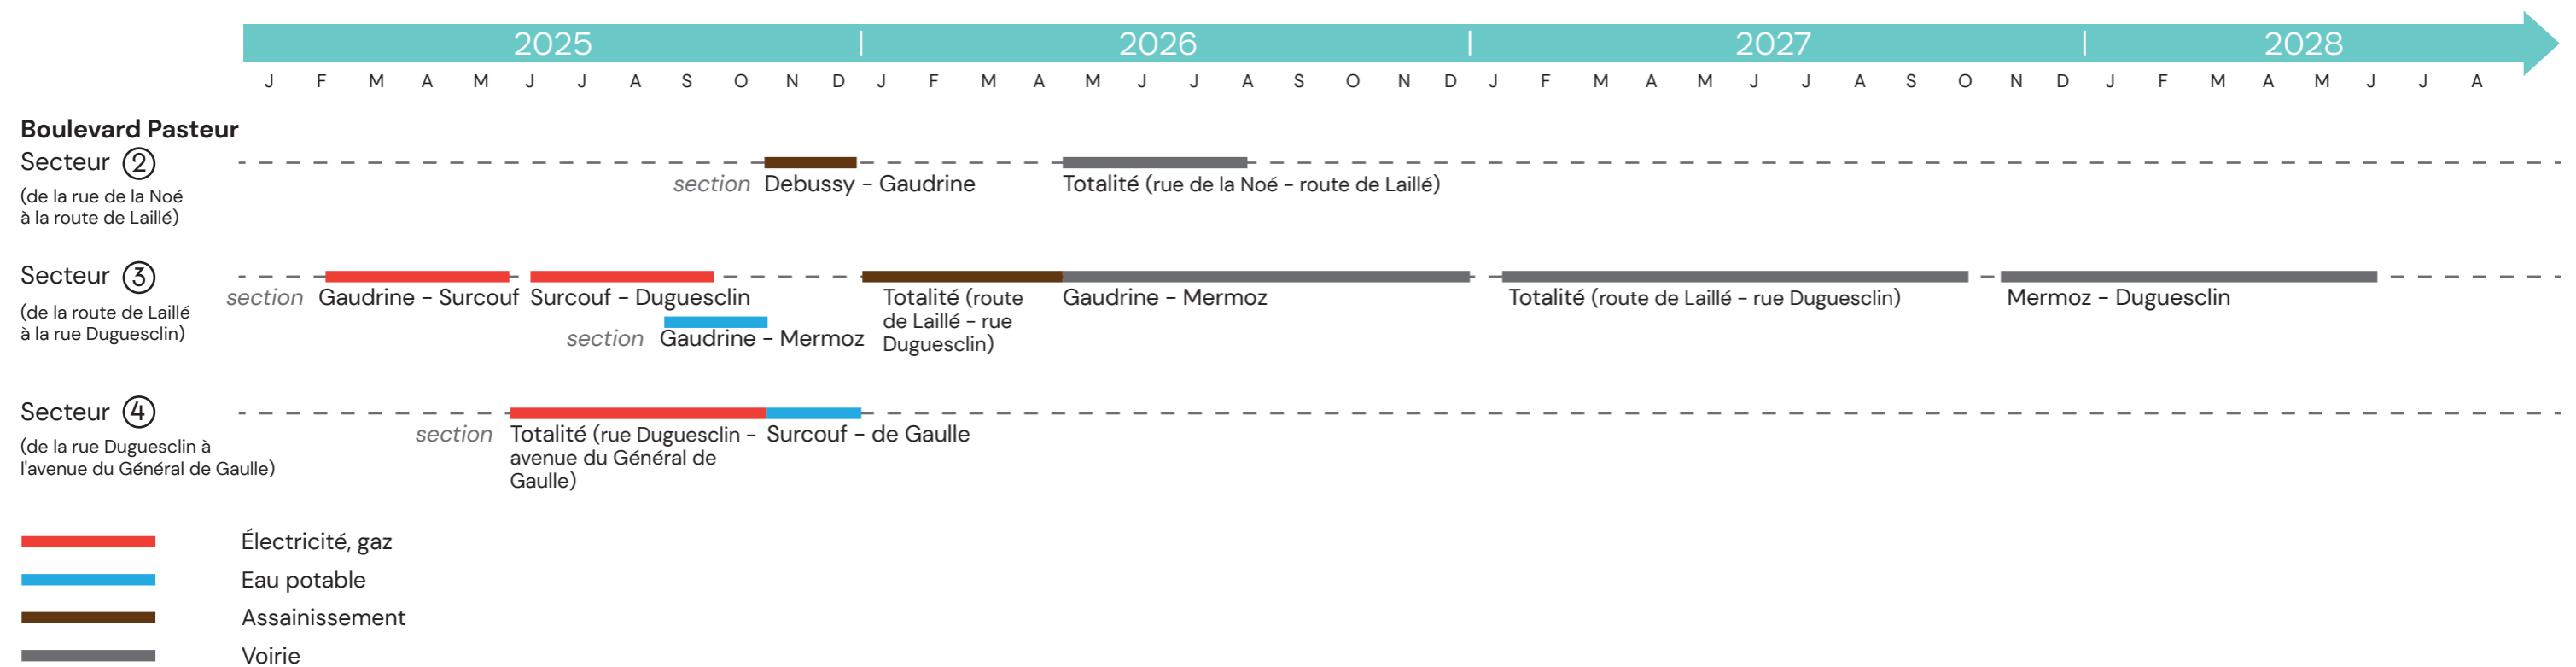 2025 | 2026 | 2027 | 2028
J F M A M J J A S O N D J F M A M J J A S O N D J F M A M J J A S O N D J F M A M J J A
Boulevard Pasteur
Secteur 2
(de la rue de la Noé
à la route de Laillé)
section Debussy - Gaudrine
Totalité (rue de la Noé - route de Laillé)
Secteur 3
(de la route de Laillé
à la rue Duguesclin)
section Gaudrine - Surcouf
Surcouf - Duguesclin
section Gaudrine - Mermoz
Totalité (route
de Laillé - rue
Duguesclin)
Gaudrine - Mermoz
Totalité (route de Laillé - rue Duguesclin)
Mermoz - Duguesclin
Secteur 4
(de la rue Duguesclin à
l'avenue du Général de Gaulle)
section Totalité (rue Duguesclin -
avenue du Général de
Gaulle)
Surcouf - de Gaulle
Électricité, gaz
Eau potable
Assainissement
Voirie